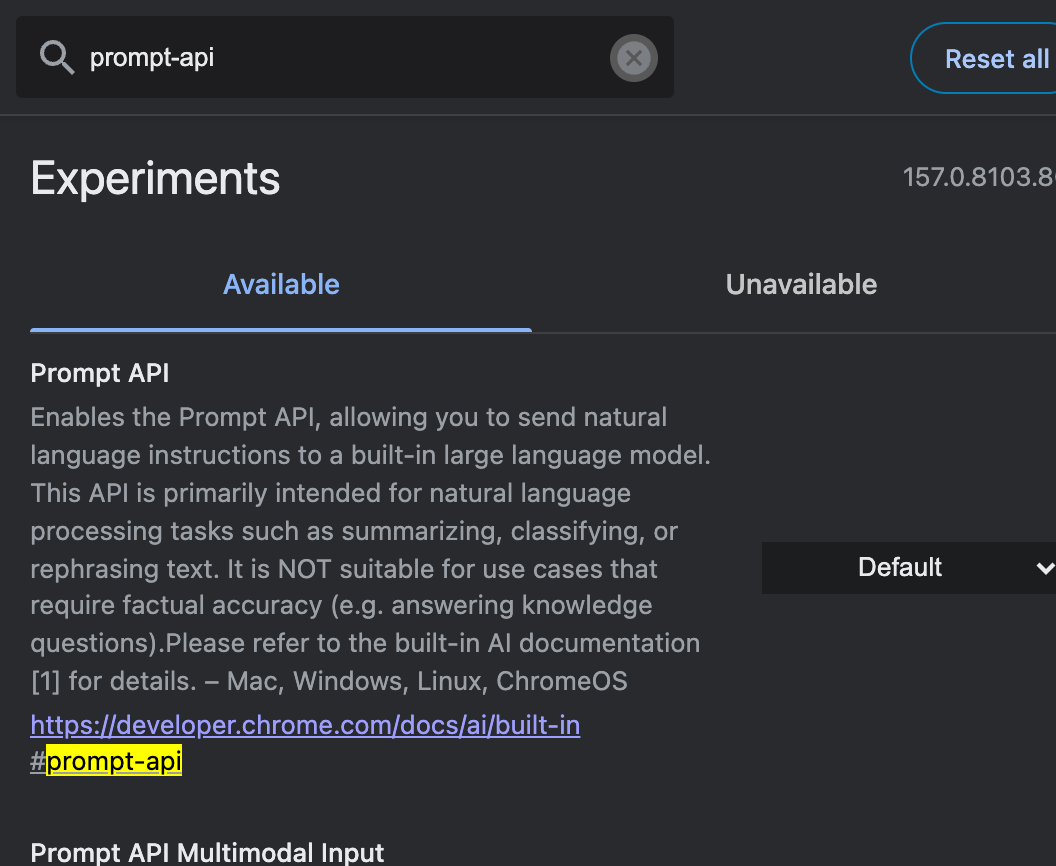 prompt-api
Reset all
Experiments
157.0.8103.8
Available
Unavailable
Prompt API
Enables the Prompt API, allowing you to send natural
language instructions to a built-in large language model.
This API is primarily intended for natural language
processing tasks such as summarizing, classifying, or
rephrasing text. It is NOT suitable for use cases that
require factual accuracy (e.g. answering knowledge
questions).Please refer to the built-in AI documentation
[1] for details. – Mac, Windows, Linux, ChromeOS
Default
https://developer.chrome.com/docs/ai/built-in
#prompt-api
Prompt API Multimodal Input